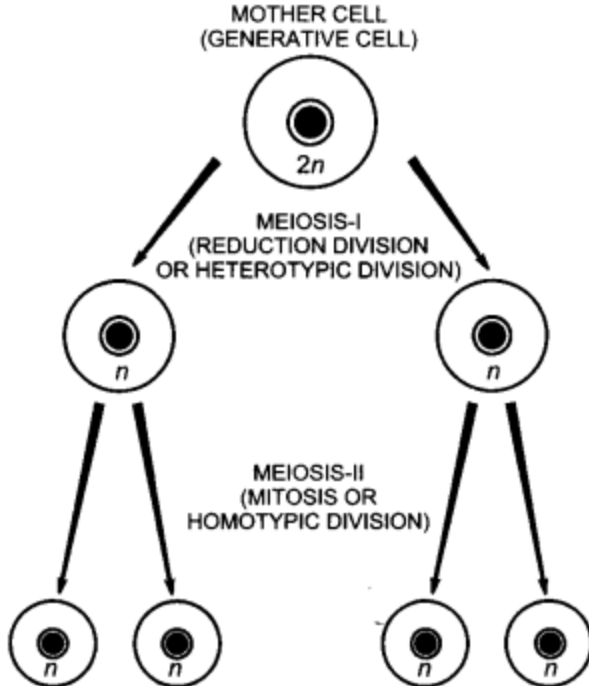 MOTHER CELL
(GENERATIVE CELL)
2n
MEIOSIS-I
(REDUCTION DIVISION
OR HETEROTYPIC DIVISION)
n
n
MEIOSIS-II
(MITOSIS OR
HOMOTYPIC DIVISION)
n
n
n
n